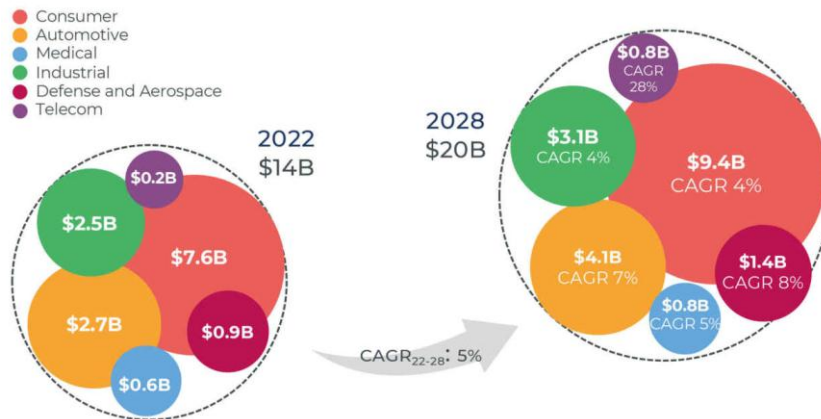 Consumer
Automotive
Medical
Industrial
Defense and Aerospace
Telecom
2022
$14B
$0.2B
$2.5B
$7.6B
$2.7B
$0.9B
$0.6B
CAGR22-28: 5%
2028
$20B
$0.8B
CAGR
28%
$3.1B
CAGR 4%
$9.4B
CAGR 4%
$4.1B
CAGR 7%
$1.4B
CAGR 8%
$0.8B
CAGR 5%